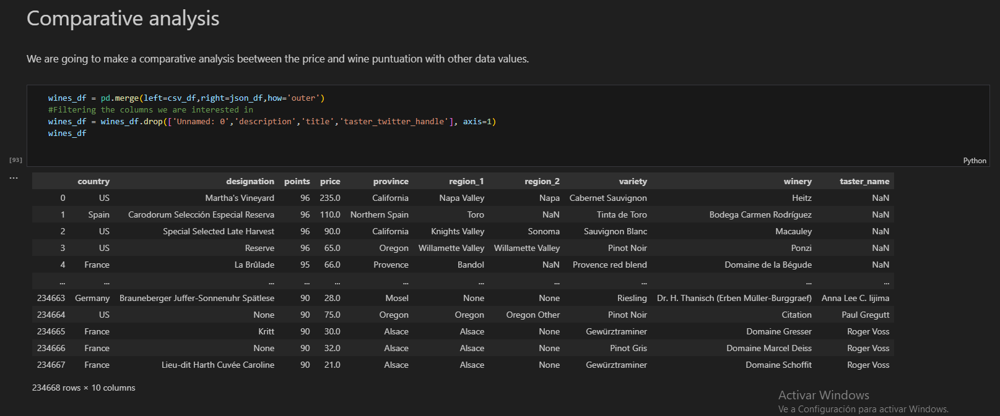 Comparative analysis
We are going to make a comparative analysis beetween the price and wine puntuation with other data values.
wines_df = pd.merge(left=csv_df,right=json_df,how='outer')
#Filtering the columns we are interested in
wines_df = wines_df.drop(['Unnamed: 0','description','title','taster_twitter_handle'], axis=1)
wines_df
[93]
Python
...
country designation points price province region_1 region_2 variety winery taster_name
0 US Martha's Vineyard 96 235.0 California Napa Valley Napa Cabernet Sauvignon Heitz NaN
1 Spain Carodorum Selección Especial Reserva 96 110.0 Northern Spain Toro NaN Tinta de Toro Bodega Carmen Rodríguez NaN
2 US Special Selected Late Harvest 96 90.0 California Knights Valley Sonoma Sauvignon Blanc Macauley NaN
3 US Reserve 96 65.0 Oregon Willamette Valley Willamette Valley Pinot Noir Ponzi NaN
4 France La Brûlade 95 66.0 Provence Bandol NaN Provence red blend Domaine de la Bégude NaN
... ... ... ... ... ... ... ... ... ... ...
234663 Germany Brauneberger Juffer-Sonnenuhr Spätlese 90 28.0 Mosel None None Riesling Dr. H. Thanisch (Erben Müller-Burggraef) Anna Lee C. Iijima
234664 US None 90 75.0 Oregon Oregon Oregon Other Pinot Noir Citation Paul Gregutt
234665 France Kritt 90 30.0 Alsace Alsace None Gewürztraminer Domaine Gresser Roger Voss
234666 France None 90 32.0 Alsace Alsace None Pinot Gris Domaine Marcel Deiss Roger Voss
234667 France Lieu-dit Harth Cuvée Caroline 90 21.0 Alsace Alsace None Gewürztraminer Domaine Schoffit Roger Voss
234668 rows × 10 columns
Activar Windows
Ve a Configuración para activar Windows.